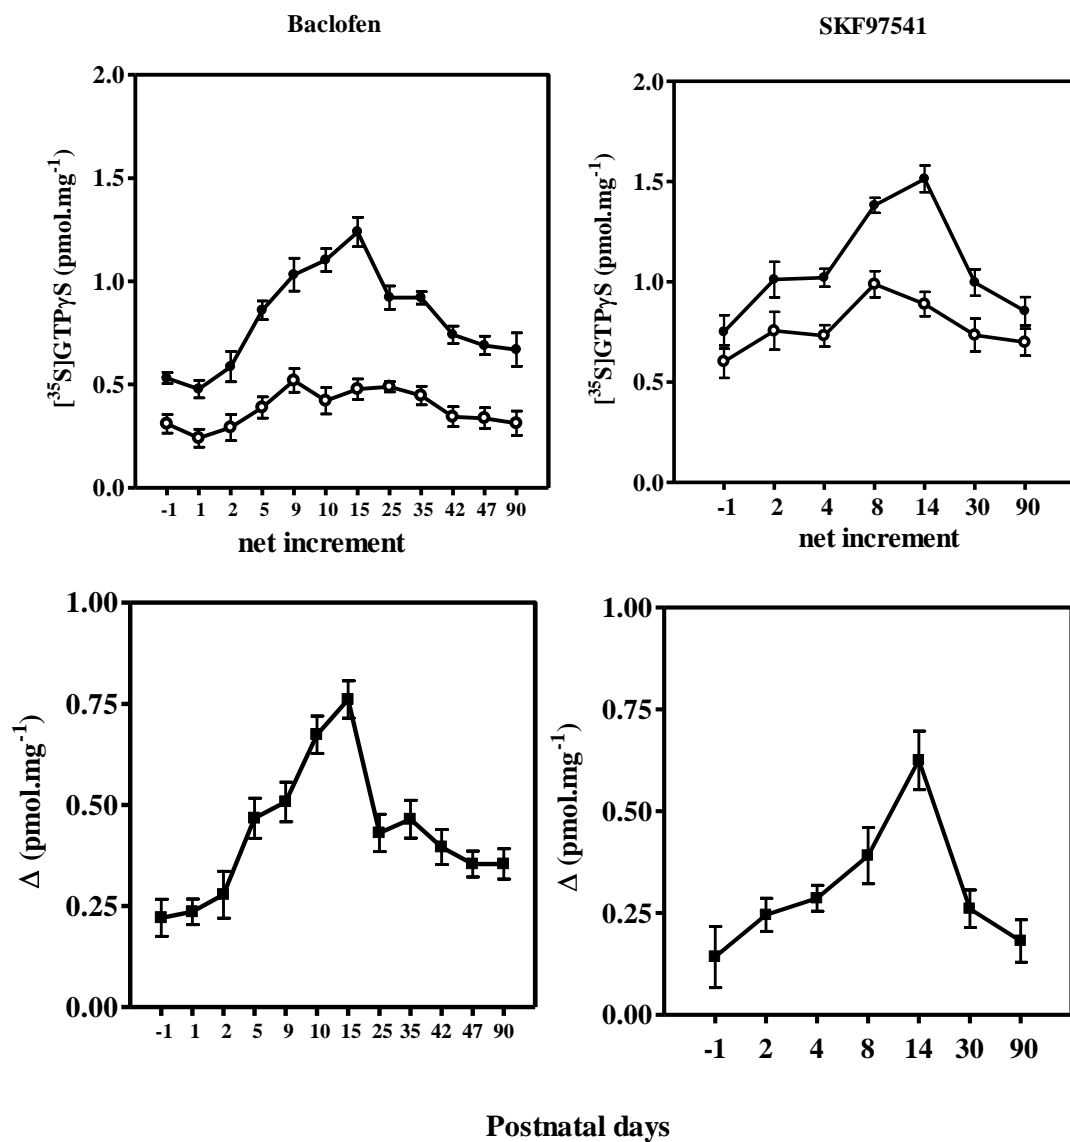 Baclofen
SKF97541
[³⁵S]GTPγS (pmol.mg⁻¹)
2.0
1.5
1.0
0.5
0.0
-1 1 2 5 9 10 15 25 35 42 47 90
net increment
[³⁵S]GTPγS (pmol.mg⁻¹)
2.0
1.5
1.0
0.5
0.0
-1 2 4 8 14 30 90
net increment
Δ (pmol.mg⁻¹)
1.00
0.75
0.50
0.25
0.00
-1 1 2 5 9 10 15 25 35 42 47 90
Δ (pmol.mg⁻¹)
1.00
0.75
0.50
0.25
0.00
-1 2 4 8 14 30 90
Postnatal days